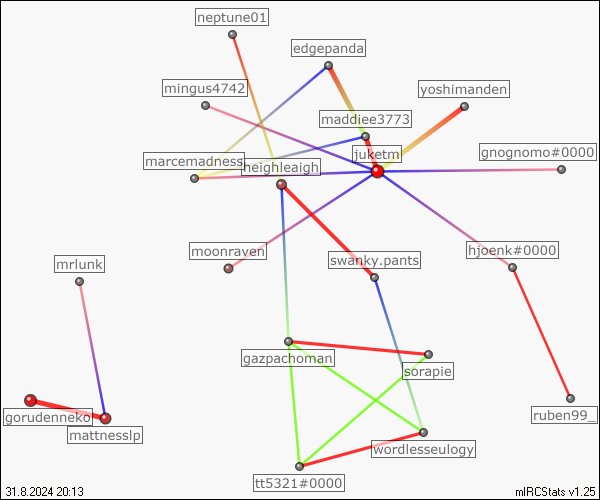 neptune01
edgepanda
mingus4742
yoshimanden
maddiee3773
juketm
gnognomo#0000
marcemadness
heighleaigh
moonraven
swanky.pants
hjoenk#0000
mrlunk
gazpachoman
sorapie
gorudenneko
mattnesslp
ruben99_
wordlesseulogy
tt5321#0000
31.8.2024 20:13
mIRCStats v1.25